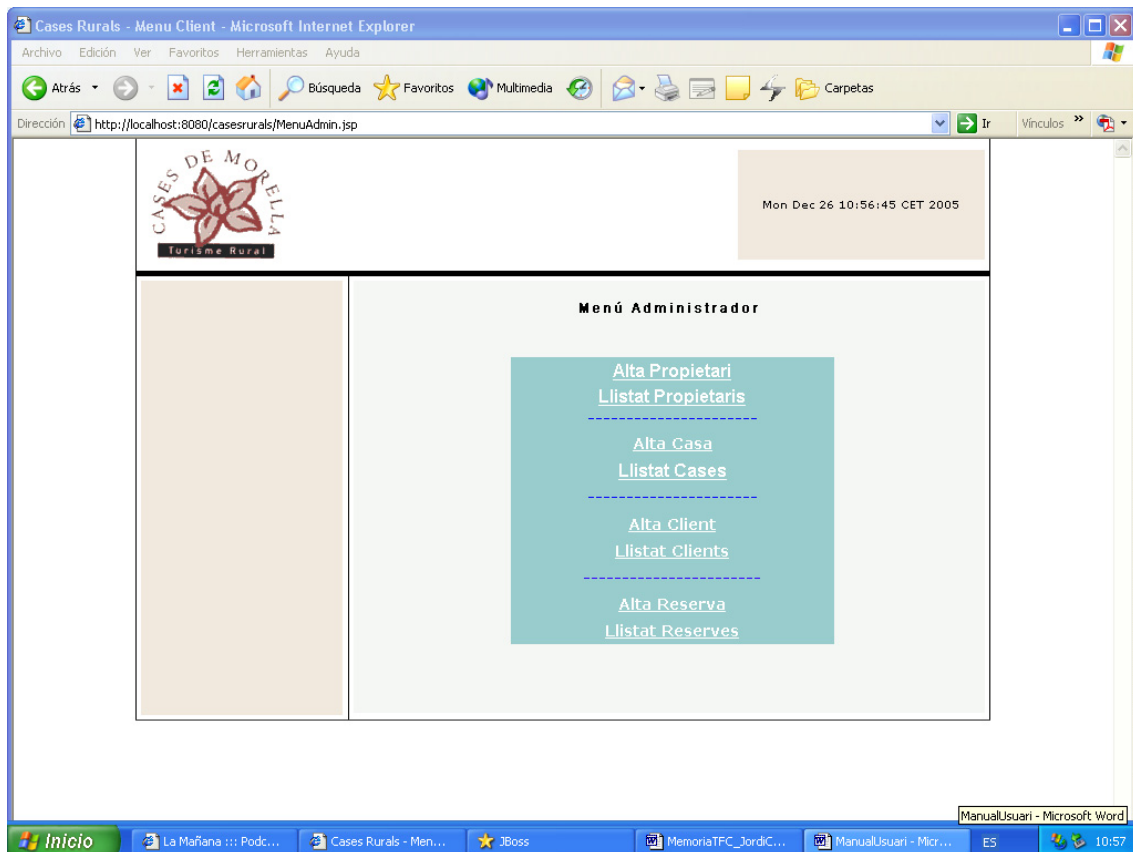 Cases Rurals - Menu Client - Microsoft Internet Explorer
Archivo Edición Ver Favoritos Herramientas Ayuda
Atrás Búsqueda Favoritos Multimedia Carpetas
Dirección http://localhost:8080/casesrurals/MenuAdmin.jsp Ir Vínculos »
CASES DE MORELLA
Turisme Rural
Mon Dec 26 10:56:45 CET 2005
Menú Administrador
Alta Propietari
Llistat Propietaris
----------------------
Alta Casa
Llistat Cases
----------------------
Alta Client
Llistat Clients
-----------------------
Alta Reserva
Llistat Reserves
ManualUsuari - Microsoft Word
Inicio La Mañana ::: Podc... Cases Rurals - Men... JBoss MemoriaTFC_JordiC... ManualUsuari - Micr... ES 10:57